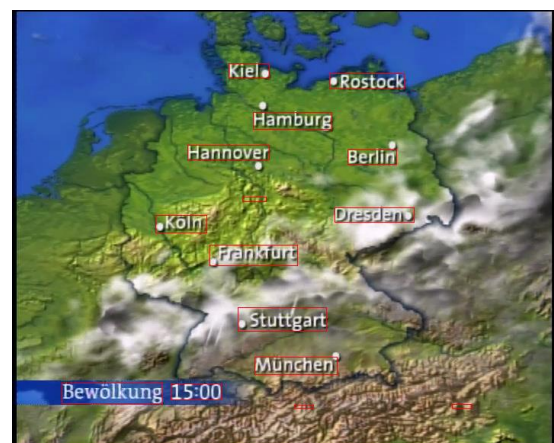 Kiel
Rostock
Hamburg
Hannover
Berlin
Köln
Dresden
Frankfurt
Stuttgart
München
Bewölkung 15:00